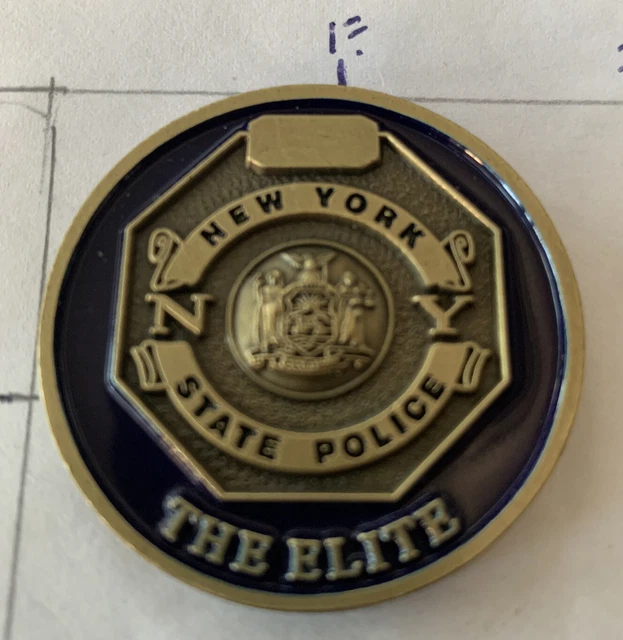 NEW YORK
N Y
STATE POLICE
THE ELITE